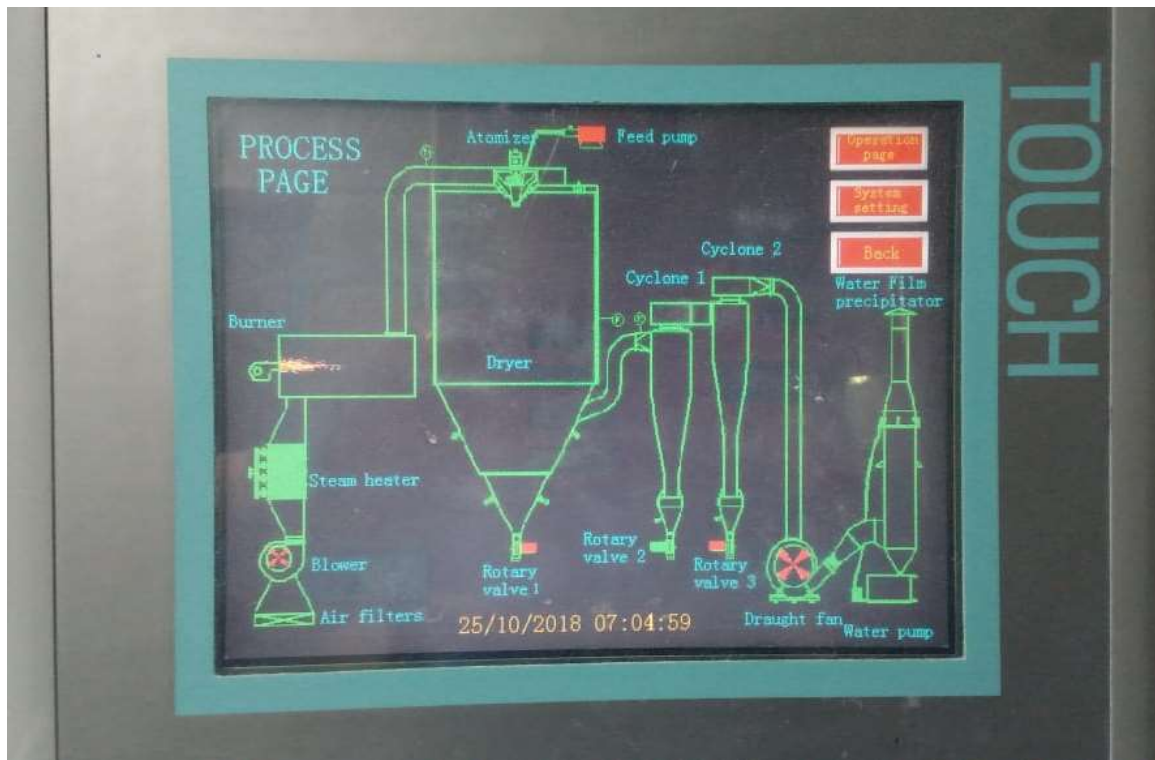 PROCESS
PAGE
Atomizer
Feed pump
Operation
page
System
setting
Back
TOUCH
Cyclone 2
Cyclone 1
Water Film
precipitator
Burner
Dryer
Steam heater
Blower
Air filters
Rotary
valve 1
Rotary
valve 2
Rotary
valve 3
Draught fan
Water pump
25/10/2018 07:04:59